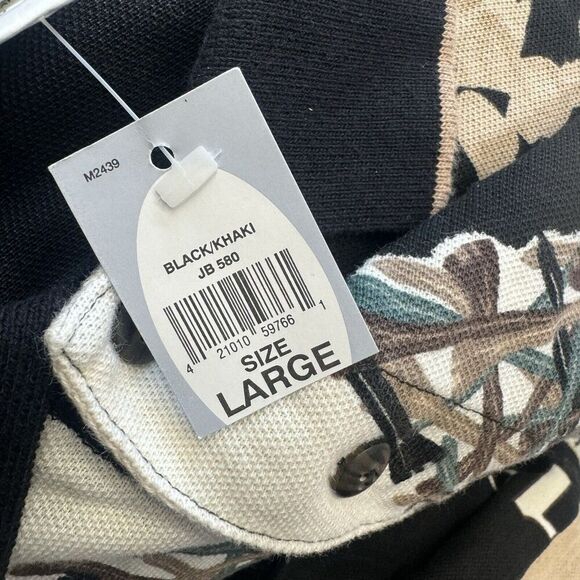 M2439
BLACK/KHAKI
JB 580
4 21010 59766 1
SIZE
LARGE